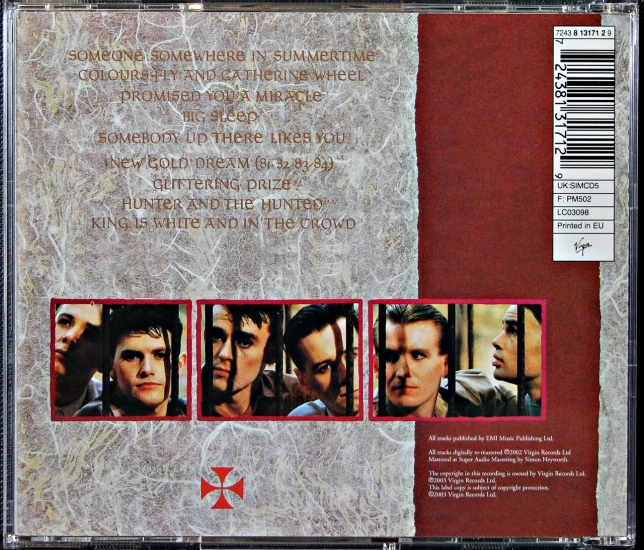 SOMEONE SOMEWHERE IN SUMMERTIME
COLOURS FLY AND CATHERINE WHEEL
PROMISED YOU A MIRACLE
BIG SLEEP
SOMEBODY UP THERE LIKES YOU
NEW GOLD DREAM (81-82-83-84)
GLITTERING PRIZE
HUNTER AND THE HUNTED
KING IS WHITE AND IN THE CROWD
7243 8 13171 2 9
7 24381 31712 9
UK:SIMCD5
F: PM502
LC03098
Printed in EU
Virgin
All tracks published by EMI Music Publishing Ltd.
All tracks digitally re-mastered ℗2002 Virgin Records Ltd
Mastered at Super Audio Mastering by Simon Heyworth.
The copyright in this recording is owned by Virgin Records Ltd.
℗2003 Virgin Records Ltd.
This label copy is subject of copyright protection.
©2003 Virgin Records Ltd.